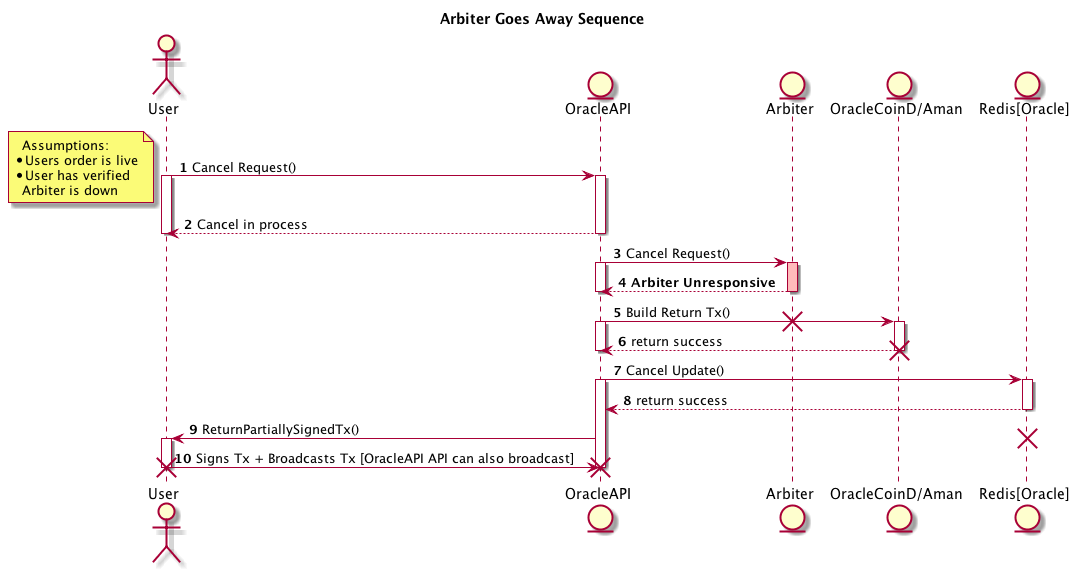 Arbiter Goes Away Sequence
User
OracleAPI
Arbiter
OracleCoinD/Aman
Redis[Oracle]
Assumptions:
•Users order is live
•User has verified
Arbiter is down
1 Cancel Request()
2 Cancel in process
3 Cancel Request()
4 Arbiter Unresponsive
5 Build Return Tx()
6 return success
7 Cancel Update()
8 return success
9 ReturnPartiallySignedTx()
10 Signs Tx + Broadcasts Tx [OracleAPI API can also broadcast]
User
OracleAPI
Arbiter
OracleCoinD/Aman
Redis[Oracle]